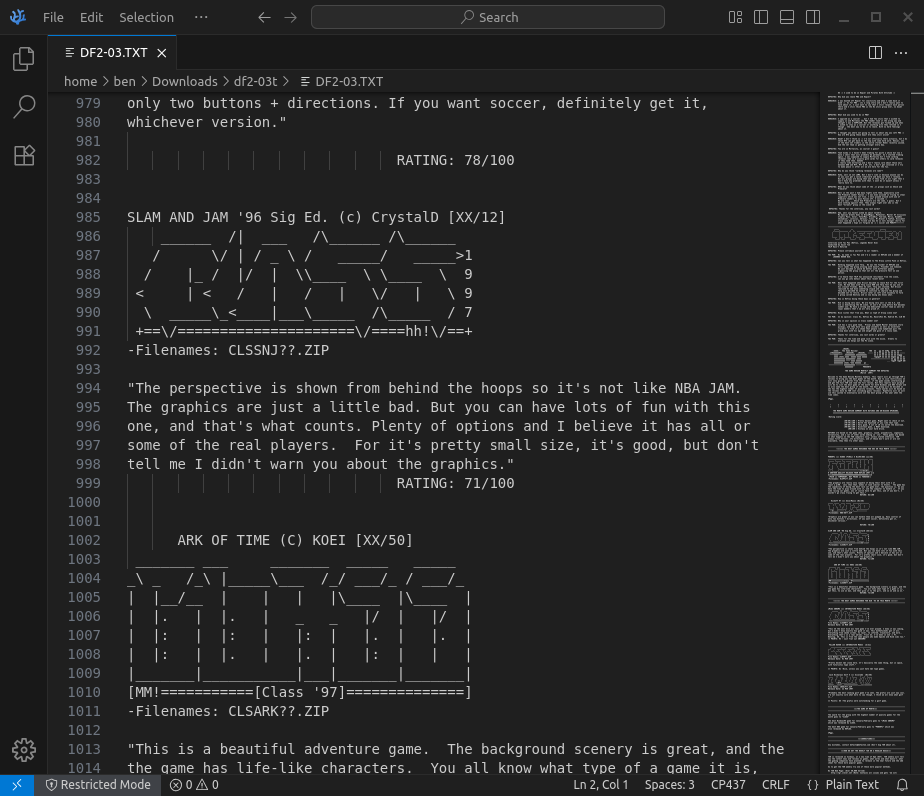 File Edit Selection ··· Search
DF2-03.TXT
home > ben > Downloads > df2-03t > DF2-03.TXT
979 only two buttons + directions. If you want soccer, definitely get it,
980 whichever version."
981
982 RATING: 78/100
983
984
985 SLAM AND JAM '96 Sig Ed. (c) CrystalD [XX/12]
986       ______  /|  ___   /\______ /\______
987    /      \/ | / _ \ /   _____/   _____>1
988   /    |_ /  |/  |  \\____  \ \____  \  9
989  <     | <   /   |   /   |   \/   |   \ 9
990   \  _____\_<____|___\_____  /\_____  / 7
991  +==\/=====================\/====hh!\/==+
992 -Filenames: CLSSNJ??.ZIP
993
994 "The perspective is shown from behind the hoops so it's not like NBA JAM.
995 The graphics are just a little bad. But you can have lots of fun with this
996 one, and that's what counts. Plenty of options and I believe it has all or
997 some of the real players.  For it's pretty small size, it's good, but don't
998 tell me I didn't warn you about the graphics."
999 RATING: 71/100
1000
1001
1002 ARK OF TIME (C) KOEI [XX/50]
1003  _______ ___     _______  _____   _____
1004 _\ _   /_\ |_____\___  /_/ ___/_ / ___/_
1005 |  |__/__  |    |   |   |\____  |\____  |
1006 |  |.   |  |.   |   _   _   |/  |   |/  |
1007 |  |:   |  |:   |   |:  |   |.  |   |.  |
1008 |  |:   |  |.   |   |.  |   |:  |   |   |
1009 |_______|___________|___|_______|_______|
1010 [MM!===========[Class '97]==============]
1011 -Filenames: CLSARK??.ZIP
1012
1013 "This is a beautiful adventure game.  The background scenery is great, and the
1014 the game has life-like characters.  You all know what type of a game it is,
Restricted Mode 0 0 Ln 2, Col 1 Spaces: 3 CP437 CRLF {} Plain Text